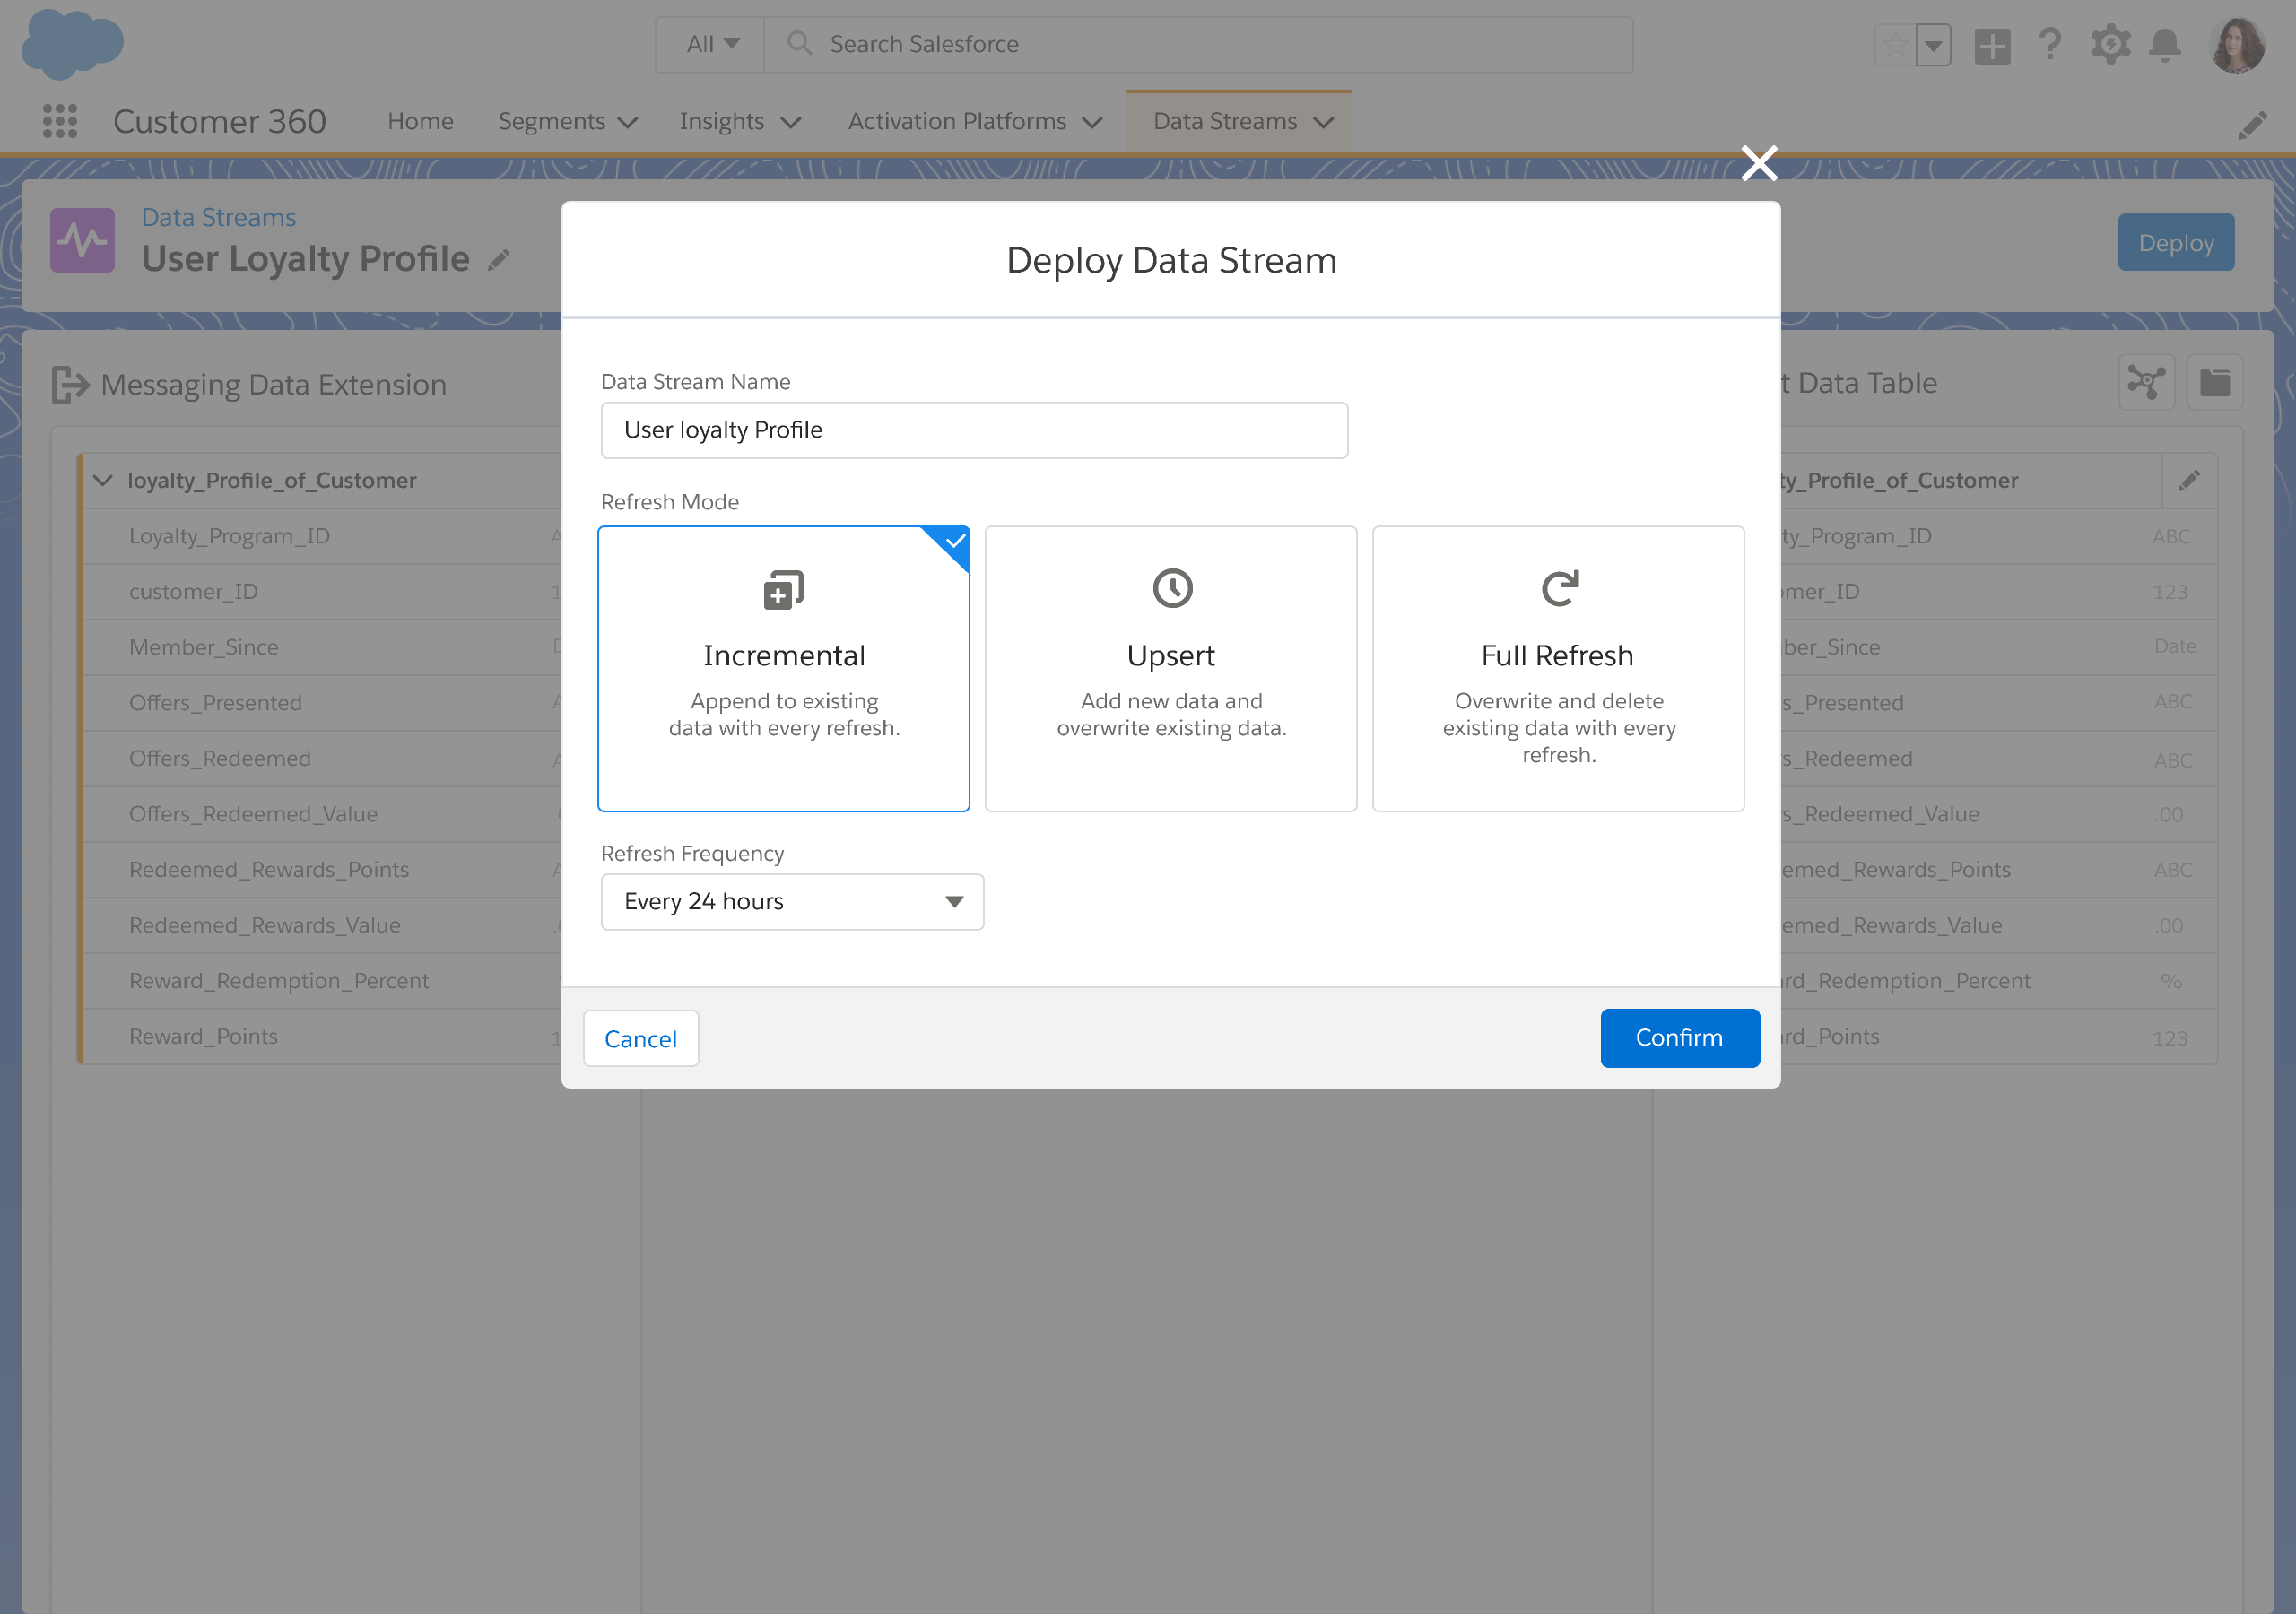 All
Search Salesforce
Customer 360
Home
Segments
Insights
Activation Platforms
Data Streams
Data Streams
User Loyalty Profile
Deploy
Messaging Data Extension
loyalty_Profile_of_Customer
Loyalty_Program_ID
customer_ID
Member_Since
Offers_Presented
Offers_Redeemed
Offers_Redeemed_Value
Redeemed_Rewards_Points
Redeemed_Rewards_Value
Reward_Redemption_Percent
Reward_Points
Deploy Data Stream
Data Stream Name
User loyalty Profile
Refresh Mode
Incremental
Append to existing
data with every refresh.
Upsert
Add new data and
overwrite existing data.
Full Refresh
Overwrite and delete
existing data with every
refresh.
Refresh Frequency
Every 24 hours
Cancel
Confirm
t Data Table
ty_Profile_of_Customer
ty_Program_ID ABC
mer_ID 123
ber_Since Date
s_Presented ABC
s_Redeemed ABC
s_Redeemed_Value .00
emed_Rewards_Points ABC
emed_Rewards_Value .00
rd_Redemption_Percent %
rd_Points 123